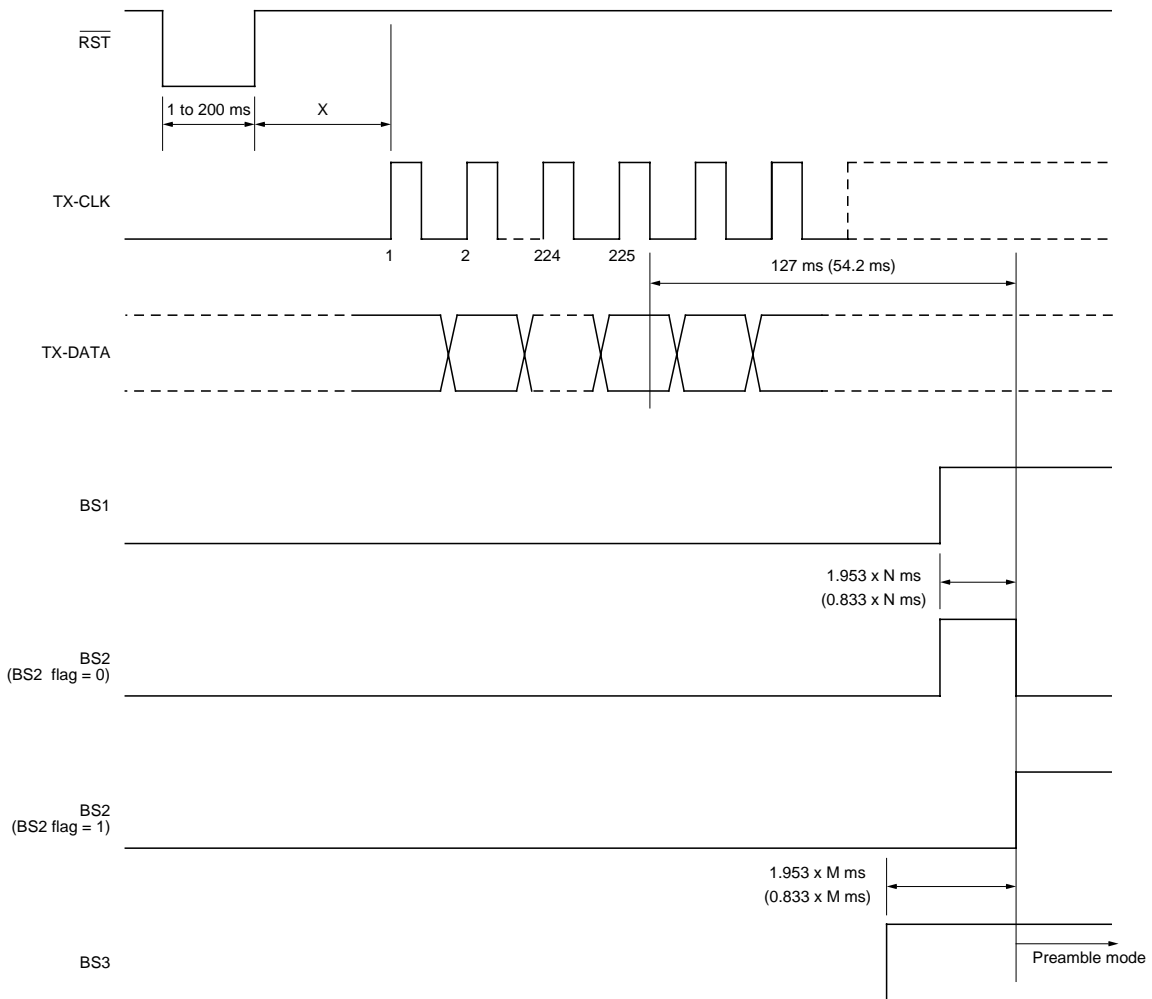 RST
1 to 200 ms
X
TX-CLK
1
2
224
225
127 ms (54.2 ms)
TX-DATA
BS1
1.953 x N ms
(0.833 x N ms)
BS2
(BS2 flag = 0)
BS2
(BS2 flag = 1)
1.953 x M ms
(0.833 x M ms)
BS3
Preamble mode